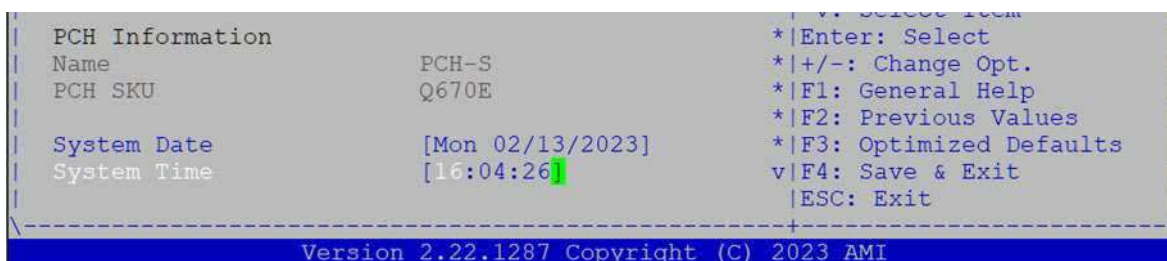 v: Select Item
PCH Information *|Enter: Select
Name PCH-S *|+/-: Change Opt.
PCH SKU Q670E *|F1: General Help
*|F2: Previous Values
System Date [Mon 02/13/2023] *|F3: Optimized Defaults
System Time [16:04:26] v|F4: Save & Exit
|ESC: Exit
Version 2.22.1287 Copyright (C) 2023 AMI